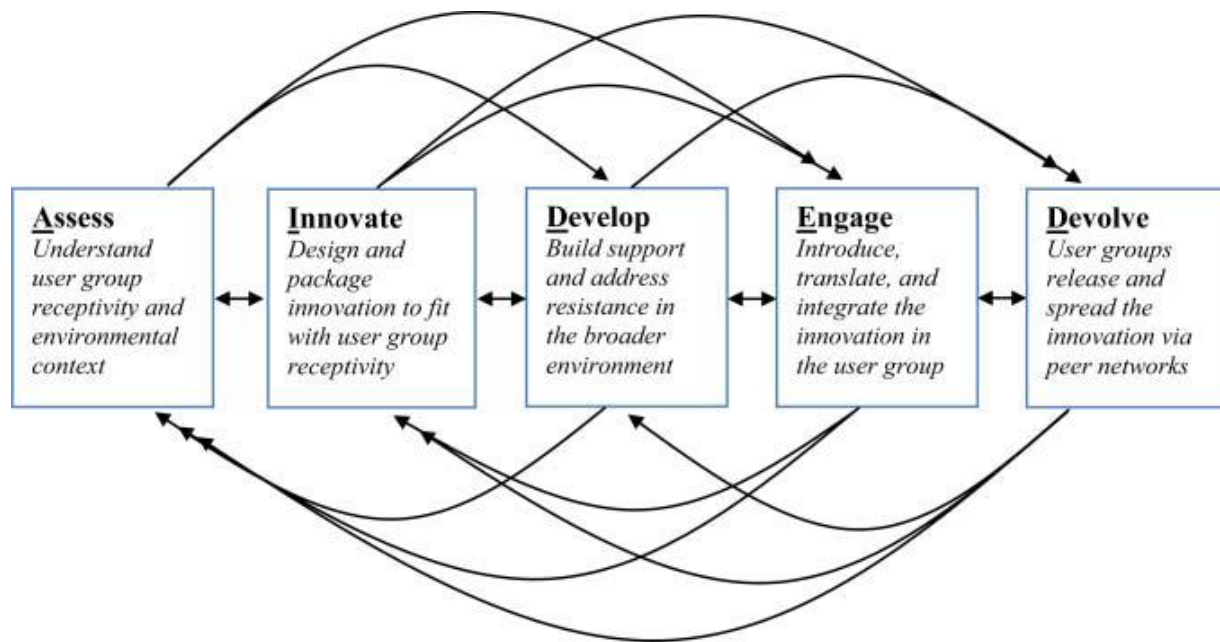 Assess
Understand
user group
receptivity and
environmental
context
Innovate
Design and
package
innovation to fit
with user group
receptivity
Develop
Build support
and address
resistance in
the broader
environment
Engage
Introduce,
translate, and
integrate the
innovation in
the user group
Devolve
User groups
release and
spread the
innovation via
peer networks